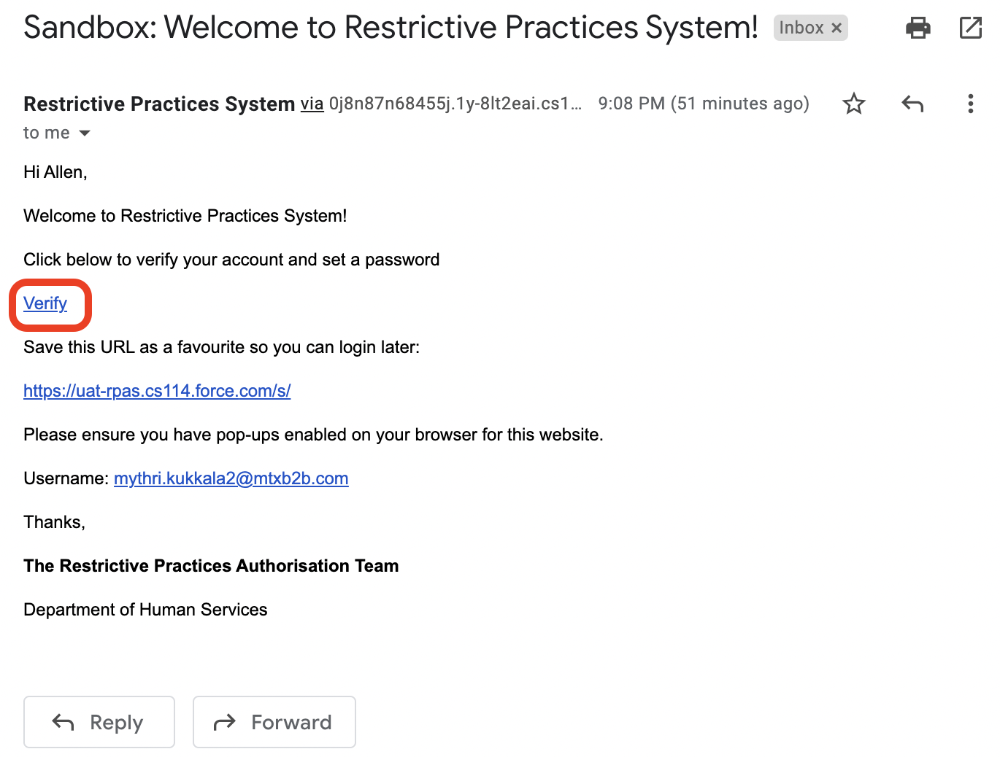 Sandbox: Welcome to Restrictive Practices System! Inbox ×
Restrictive Practices System via 0j8n87n68455j.1y-8lt2eai.cs1... 9:08 PM (51 minutes ago)
to me
Hi Allen,
Welcome to Restrictive Practices System!
Click below to verify your account and set a password
Verify
Save this URL as a favourite so you can login later:
https://uat-rpas.cs114.force.com/s/
Please ensure you have pop-ups enabled on your browser for this website.
Username: mythri.kukkala2@mtxb2b.com
Thanks,
The Restrictive Practices Authorisation Team
Department of Human Services
Reply Forward